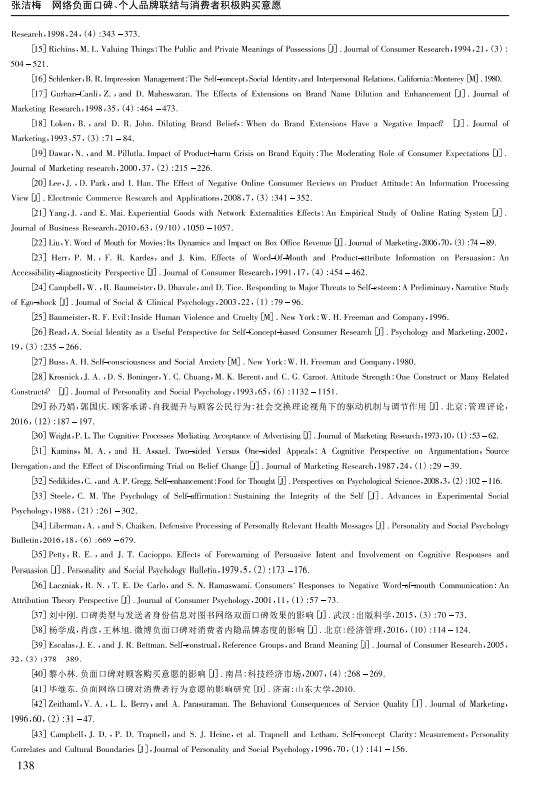 张洁梅　网络负面口碑、个人品牌联结与消费者积极购买意愿
Research,1998,24,(4):343－373.
[15] Richins,M. L. Valuing Things:The Public and Private Meanings of Possessions [J]. Journal of Consumer Research,1994,21,(3):
504－521.
[16] Schlenker,B. R. Impression Management:The Self-concept,Social Identity,and Interpersonal Relations. California:Monterey [M]. 1980.
[17] Gurhan-Canli,Z.,and D. Maheswaran. The Effects of Extensions on Brand Name Dilution and Enhancement [J]. Journal of
Marketing Research,1998,35,(4):464－473.
[18] Loken,B.,and D. R. John. Diluting Brand Beliefs:When do Brand Extensions Have a Negative Impact? [J]. Journal of
Marketing,1993,57,(3):71－84.
[19] Dawar,N.,and M. Pillutla. Impact of Product-harm Crisis on Brand Equity:The Moderating Role of Consumer Expectations [J].
Journal of Marketing research,2000,37,(2):215－226.
[20] Lee,J.,D. Park,and I. Han. The Effect of Negative Online Consumer Reviews on Product Attitude:An Information Processing
View [J]. Electronic Commerce Research and Applications,2008,7,(3):341－352.
[21] Yang,J.,and E. Mai. Experiential Goods with Network Externalities Effects:An Empirical Study of Online Rating System [J].
Journal of Business Research,2010,63,(9/10),1050－1057.
[22] Liu,Y. Word of Mouth for Movies:Its Dynamics and Impact on Box Office Revenue [J]. Journal of Marketing,2006,70,(3):74－89.
[23] Herr,P. M.,F. R. Kardes,and J. Kim. Effects of Word-Of-Mouth and Product-attribute Information on Persuasion:An
Accessibility-diagnosticity Perspective [J]. Journal of Consumer Research,1991,17,(4):454－462.
[24] Campbell,W.,R. Baumeister,D. Dhavale,and D. Tice. Responding to Major Threats to Self-esteem:A Preliminary,Narrative Study
of Ego-shock [J]. Journal of Social & Clinical Psychology,2003,22,(1):79－96.
[25] Baumeister,R. F. Evil:Inside Human Violence and Cruelty [M]. New York:W. H. Freeman and Company,1996.
[26] Read,A. Social Identity as a Useful Perspective for Self-Concept-based Consumer Research [J]. Psychology and Marketing,2002,
19,(3):235－266.
[27] Buss,A. H. Self-consciousness and Social Anxiety [M]. New York:W. H. Freeman and Company,1980.
[28] Krosnick,J. A.,D. S. Boninger,Y. C. Chuang,M. K. Berent,and C. G. Carnot. Attitude Strength:One Construct or Many Related
Constructs? [J]. Journal of Personality and Social Psychology,1993,65,(6):1132－1151.
[29] 孙乃娟,郭国庆. 顾客承诺、自我提升与顾客公民行为:社会交换理论视角下的驱动机制与调节作用 [J]. 北京:管理评论,
2016,(12):187－197.
[30] Wright,P. L. The Cognitive Processes Mediating Acceptance of Advertising [J]. Journal of Marketing Research,1973,10,(1):53－62.
[31] Kamins,M. A.,and H. Assael. Two-sided Versus One-sided Appeals:A Cognitive Perspective on Argumentation,Source
Derogation,and the Effect of Disconfirming Trial on Belief Change [J]. Journal of Marketing Research,1987,24,(1):29－39.
[32] Sedikides,C.,and A. P. Gregg. Self-enhancement:Food for Thought [J]. Perspectives on Psychological Science,2008,3,(2):102－116.
[33] Steele,C. M. The Psychology of Self-affirmation:Sustaining the Integrity of the Self [J]. Advances in Experimental Social
Psychology,1988,(21):261－302.
[34] Liberman,A.,and S. Chaiken. Defensive Processing of Personally Relevant Health Messages [J]. Personality and Social Psychology
Bulletin,2016,18,(6):669－679.
[35] Petty,R. E.,and J. T. Cacioppo. Effects of Forewarning of Persuasive Intent and Involvement on Cognitive Responses and
Persuasion [J]. Personality and Social Psychology Bulletin,1979,5,(2):173－176.
[36] Laczniak,R. N.,T. E. De Carlo,and S. N. Ramaswami. Consumers' Responses to Negative Word-of-mouth Communication:An
Attribution Theory Perspective [J]. Journal of Consumer Psychology,2001,11,(1):57－73.
[37] 刘中刚. 口碑类型与发送者身份信息对图书网络双面口碑效果的影响 [J]. 武汉:出版科学,2015,(3):70－73.
[38] 杨学成,肖彦,王林旭. 微博负面口碑对消费者内隐品牌态度的影响 [J]. 北京:经济管理,2016,(10):114－124.
[39] Escalas,J. E.,and J. R. Bettman. Self-construal,Reference Groups,and Brand Meaning [J]. Journal of Consumer Research,2005,
32,(3):378　389.
[40] 黎小林. 负面口碑对顾客购买意愿的影响 [J]. 南昌:科技经济市场,2007,(4):268－269.
[41] 毕继东. 负面网络口碑对消费者行为意愿的影响研究 [D]. 济南:山东大学,2010.
[42] Zeithaml,V. A.,L. L. Berry,and A. Parasuraman. The Behavioral Consequences of Service Quality [J]. Journal of Marketing,
1996,60,(2):31－47.
[43] Campbell,J. D.,P. D. Trapnell,and S. J. Heine,et al. Trapnell and Letham. Self-concept Clarity:Measurement,Personality
Correlates and Cultural Boundaries [J],Journal of Personality and Social Psychology,1996,70,(1):141－156.
138